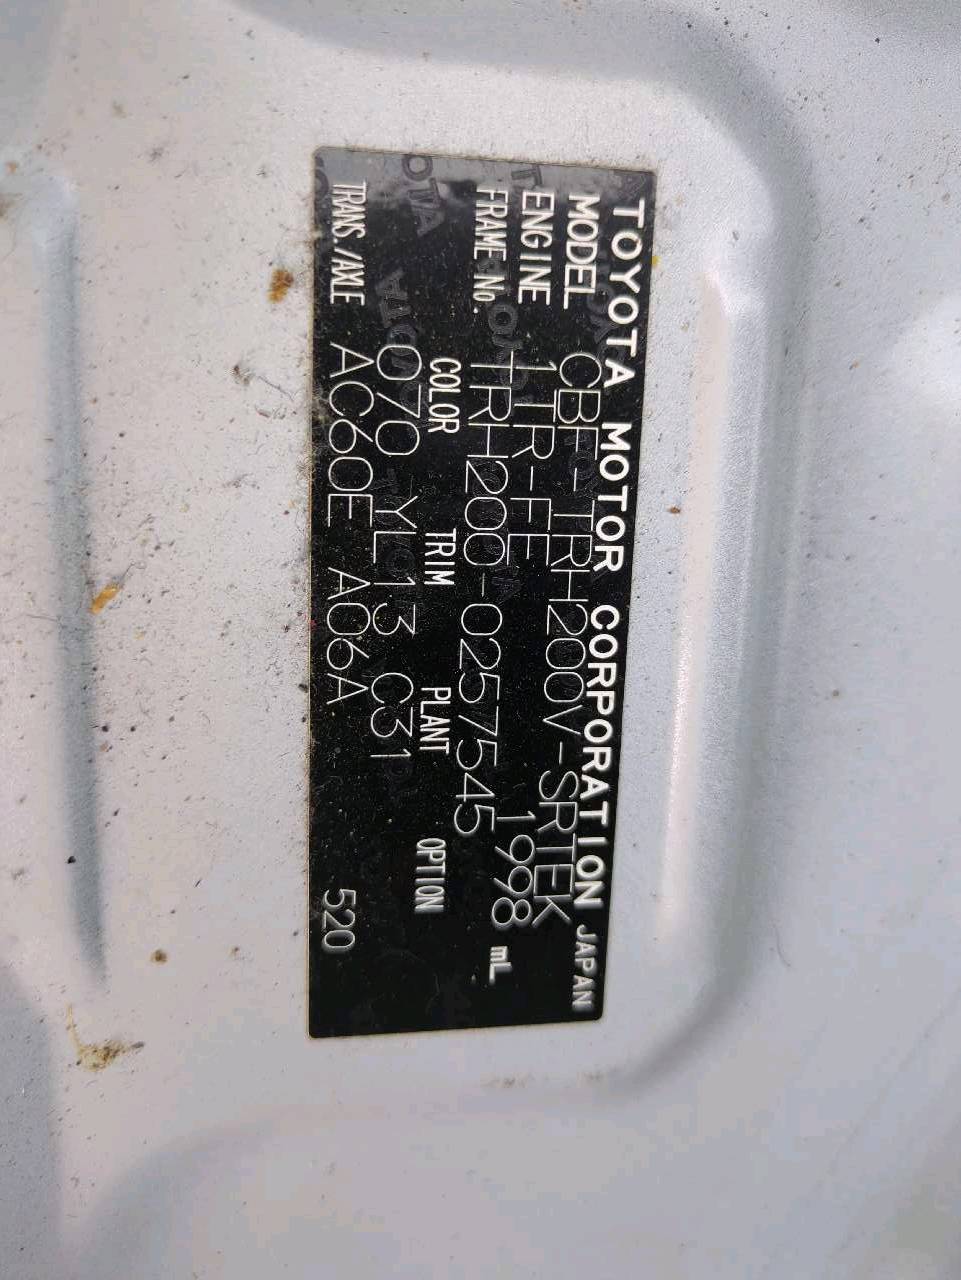 TOYOTA MOTOR CORPORATION JAPAN
MODEL CBF-TRH200V-SRTEK
ENGINE 1TR-FE 1998 mL
FRAME No. TRH200-0257545
COLOR TRIM PLANT OPTION
070 YL13 C31
TRANS./AXLE AC60E A06A 520